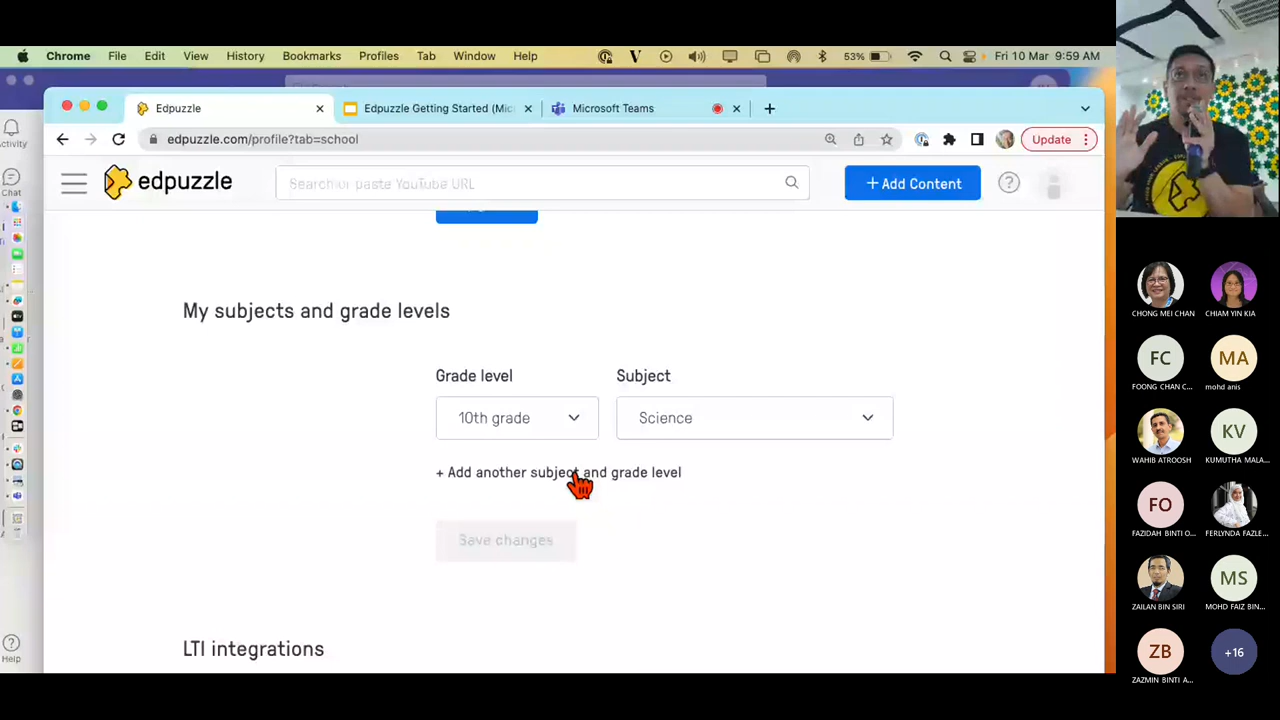 Chrome File Edit View History Bookmarks Profiles Tab Window Help V 53% Fri 10 Mar 9:59 AM
Edpuzzle
Edpuzzle Getting Started (Mic
Microsoft Teams
edpuzzle.com/profile?tab=school
Update
edpuzzle
Search or paste YouTube URL
+ Add Content
?
My subjects and grade levels
Grade level
Subject
10th grade
Science
+ Add another subject and grade level
Save changes
LTI integrations
Activity
Chat
Help
CHONG MEI CHAN
CHIAM YIN KIA
FC
MA
FOONG CHAN C...
mohd anis
KV
WAHIB ATROOSH
KUMUTHA MALA...
FO
FAZIDAH BINTI O...
FERLYNDA FAZLE...
MS
ZAILAN BIN SIRI
MOHD FAIZ BIN...
ZB
+16
ZAZMIN BINTI A...